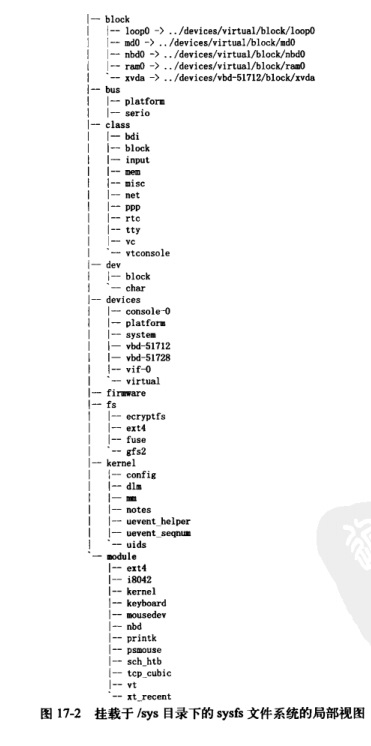 |-- block
|   |-- loop0 -> ../devices/virtual/block/loop0
|   |-- md0 -> ../devices/virtual/block/md0
|   |-- nbd0 -> ../devices/virtual/block/nbd0
|   |-- ram0 -> ../devices/virtual/block/ram0
|   `-- xvda -> ../devices/vbd-51712/block/xvda
|-- bus
|   |-- platform
|   |-- serio
|-- class
|   |-- bdi
|   |-- block
|   |-- input
|   |-- mem
|   |-- misc
|   |-- net
|   |-- ppp
|   |-- rtc
|   |-- tty
|   |-- vc
|   `-- vtconsole
|-- dev
|   |-- block
|   `-- char
|-- devices
|   |-- console-0
|   |-- platform
|   |-- system
|   |-- vbd-51712
|   |-- vbd-51728
|   |-- vif-0
|   `-- virtual
|-- firmware
|-- fs
|   |-- ecryptfs
|   |-- ext4
|   |-- fuse
|   `-- gfs2
|-- kernel
|   |-- config
|   |-- dlm
|   |-- mm
|   |-- notes
|   |-- uevent_helper
|   |-- uevent_seqnum
|   `-- uids
`-- module
    |-- ext4
    |-- i8042
    |-- kernel
    |-- keyboard
    |-- mousedev
    |-- nbd
    |-- printk
    |-- psmouse
    |-- sch_htb
    |-- tcp_cubic
    |-- vt
    `-- xt_recent
图 17-2 挂载于 /sys 目录下的 sysfs 文件系统的局部视图